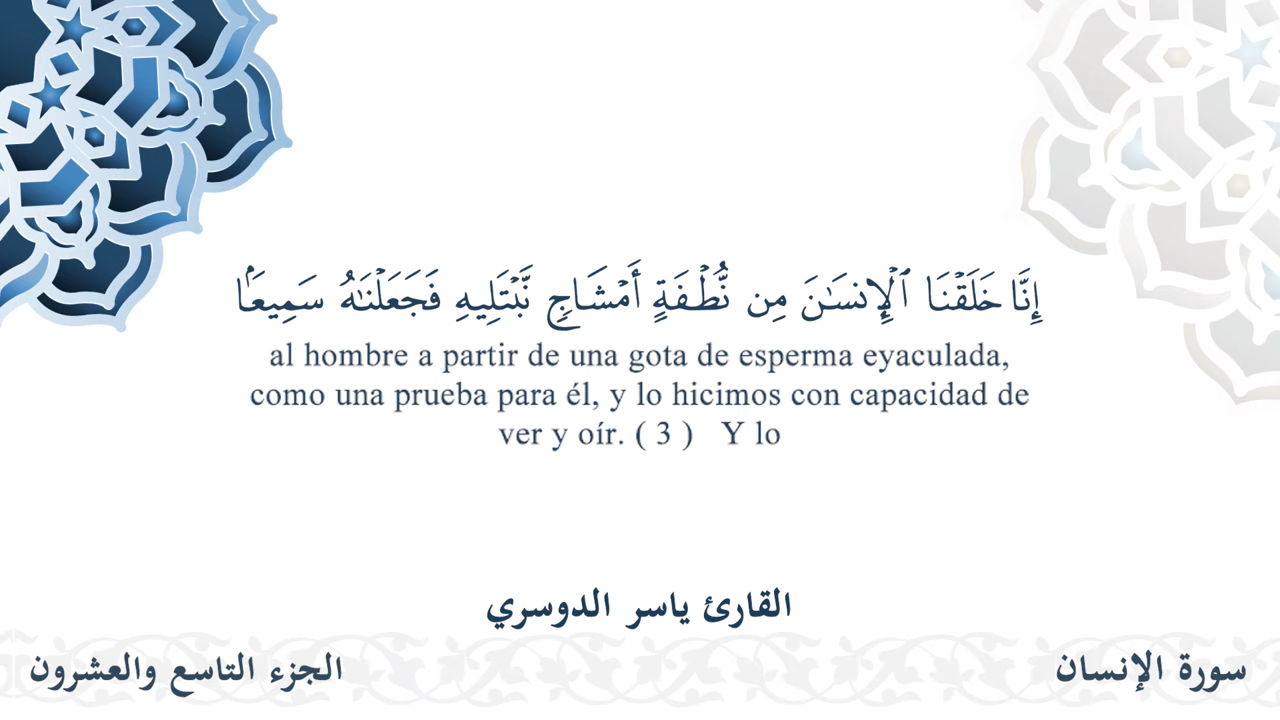 إِنَّا خَلَقۡنَا ٱلۡإِنسَٰنَ مِن نُّطۡفَةٍ أَمۡشَاجٖ نَّبۡتَلِيهِ فَجَعَلۡنَٰهُ سَمِيعَۢا
al hombre a partir de una gota de esperma eyaculada,
como una prueba para él, y lo hicimos con capacidad de
ver y oír. ( 3 ) Y lo
القارئ ياسر الدوسري
سورة الإنسان
الجزء التاسع والعشرون